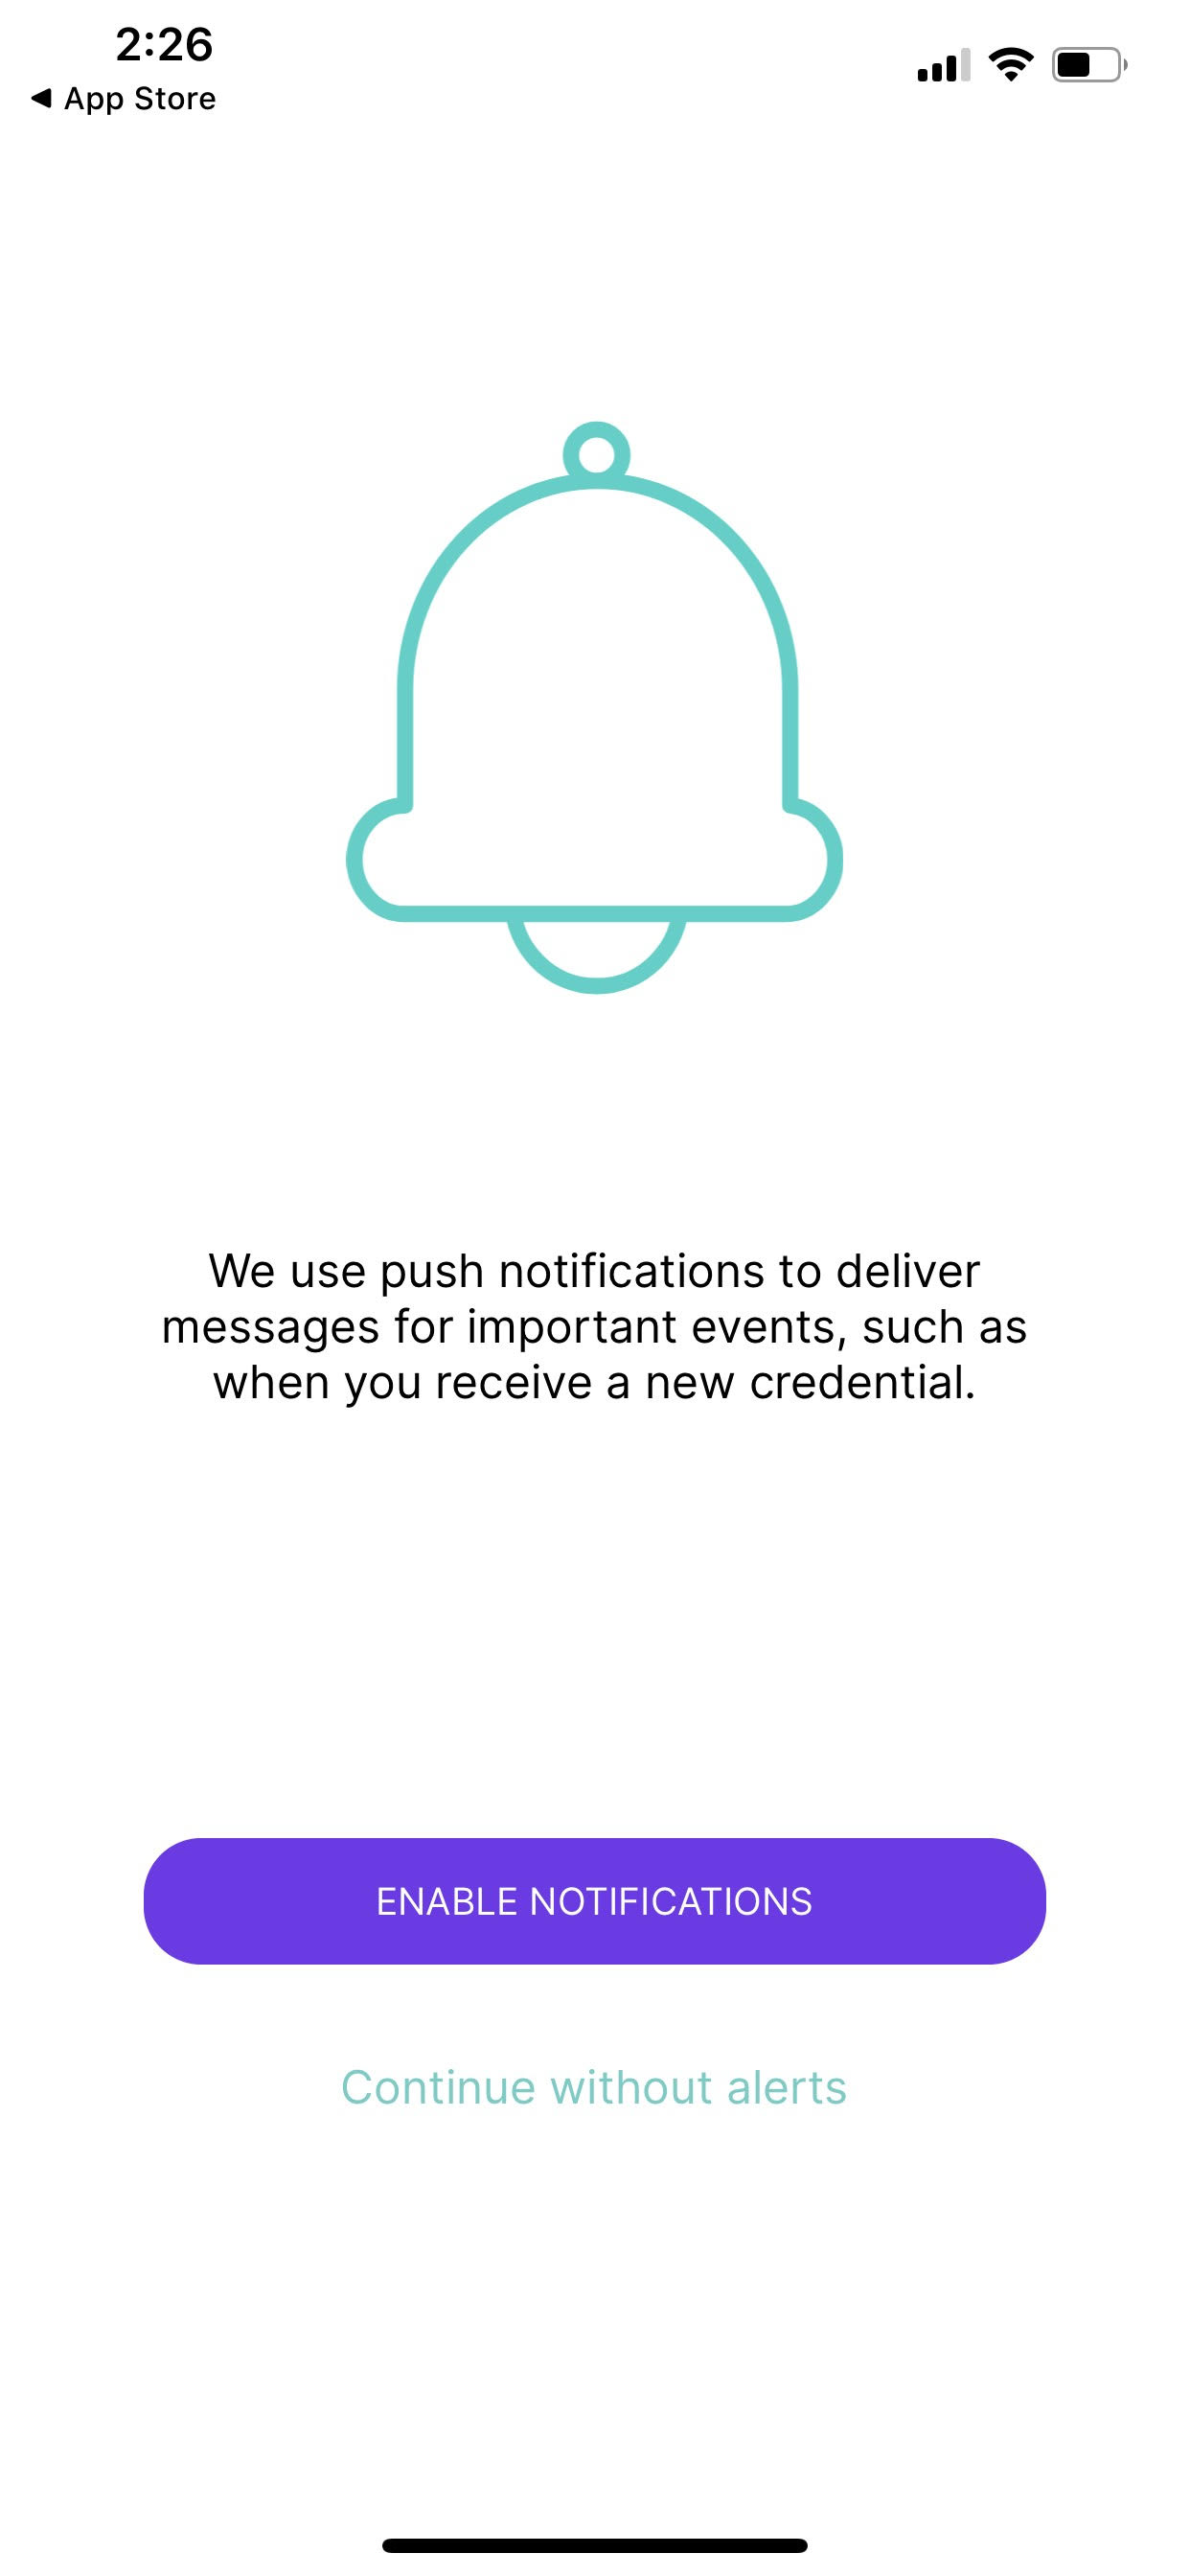 2:26
App Store
We use push notifications to deliver
messages for important events, such as
when you receive a new credential.
ENABLE NOTIFICATIONS
Continue without alerts